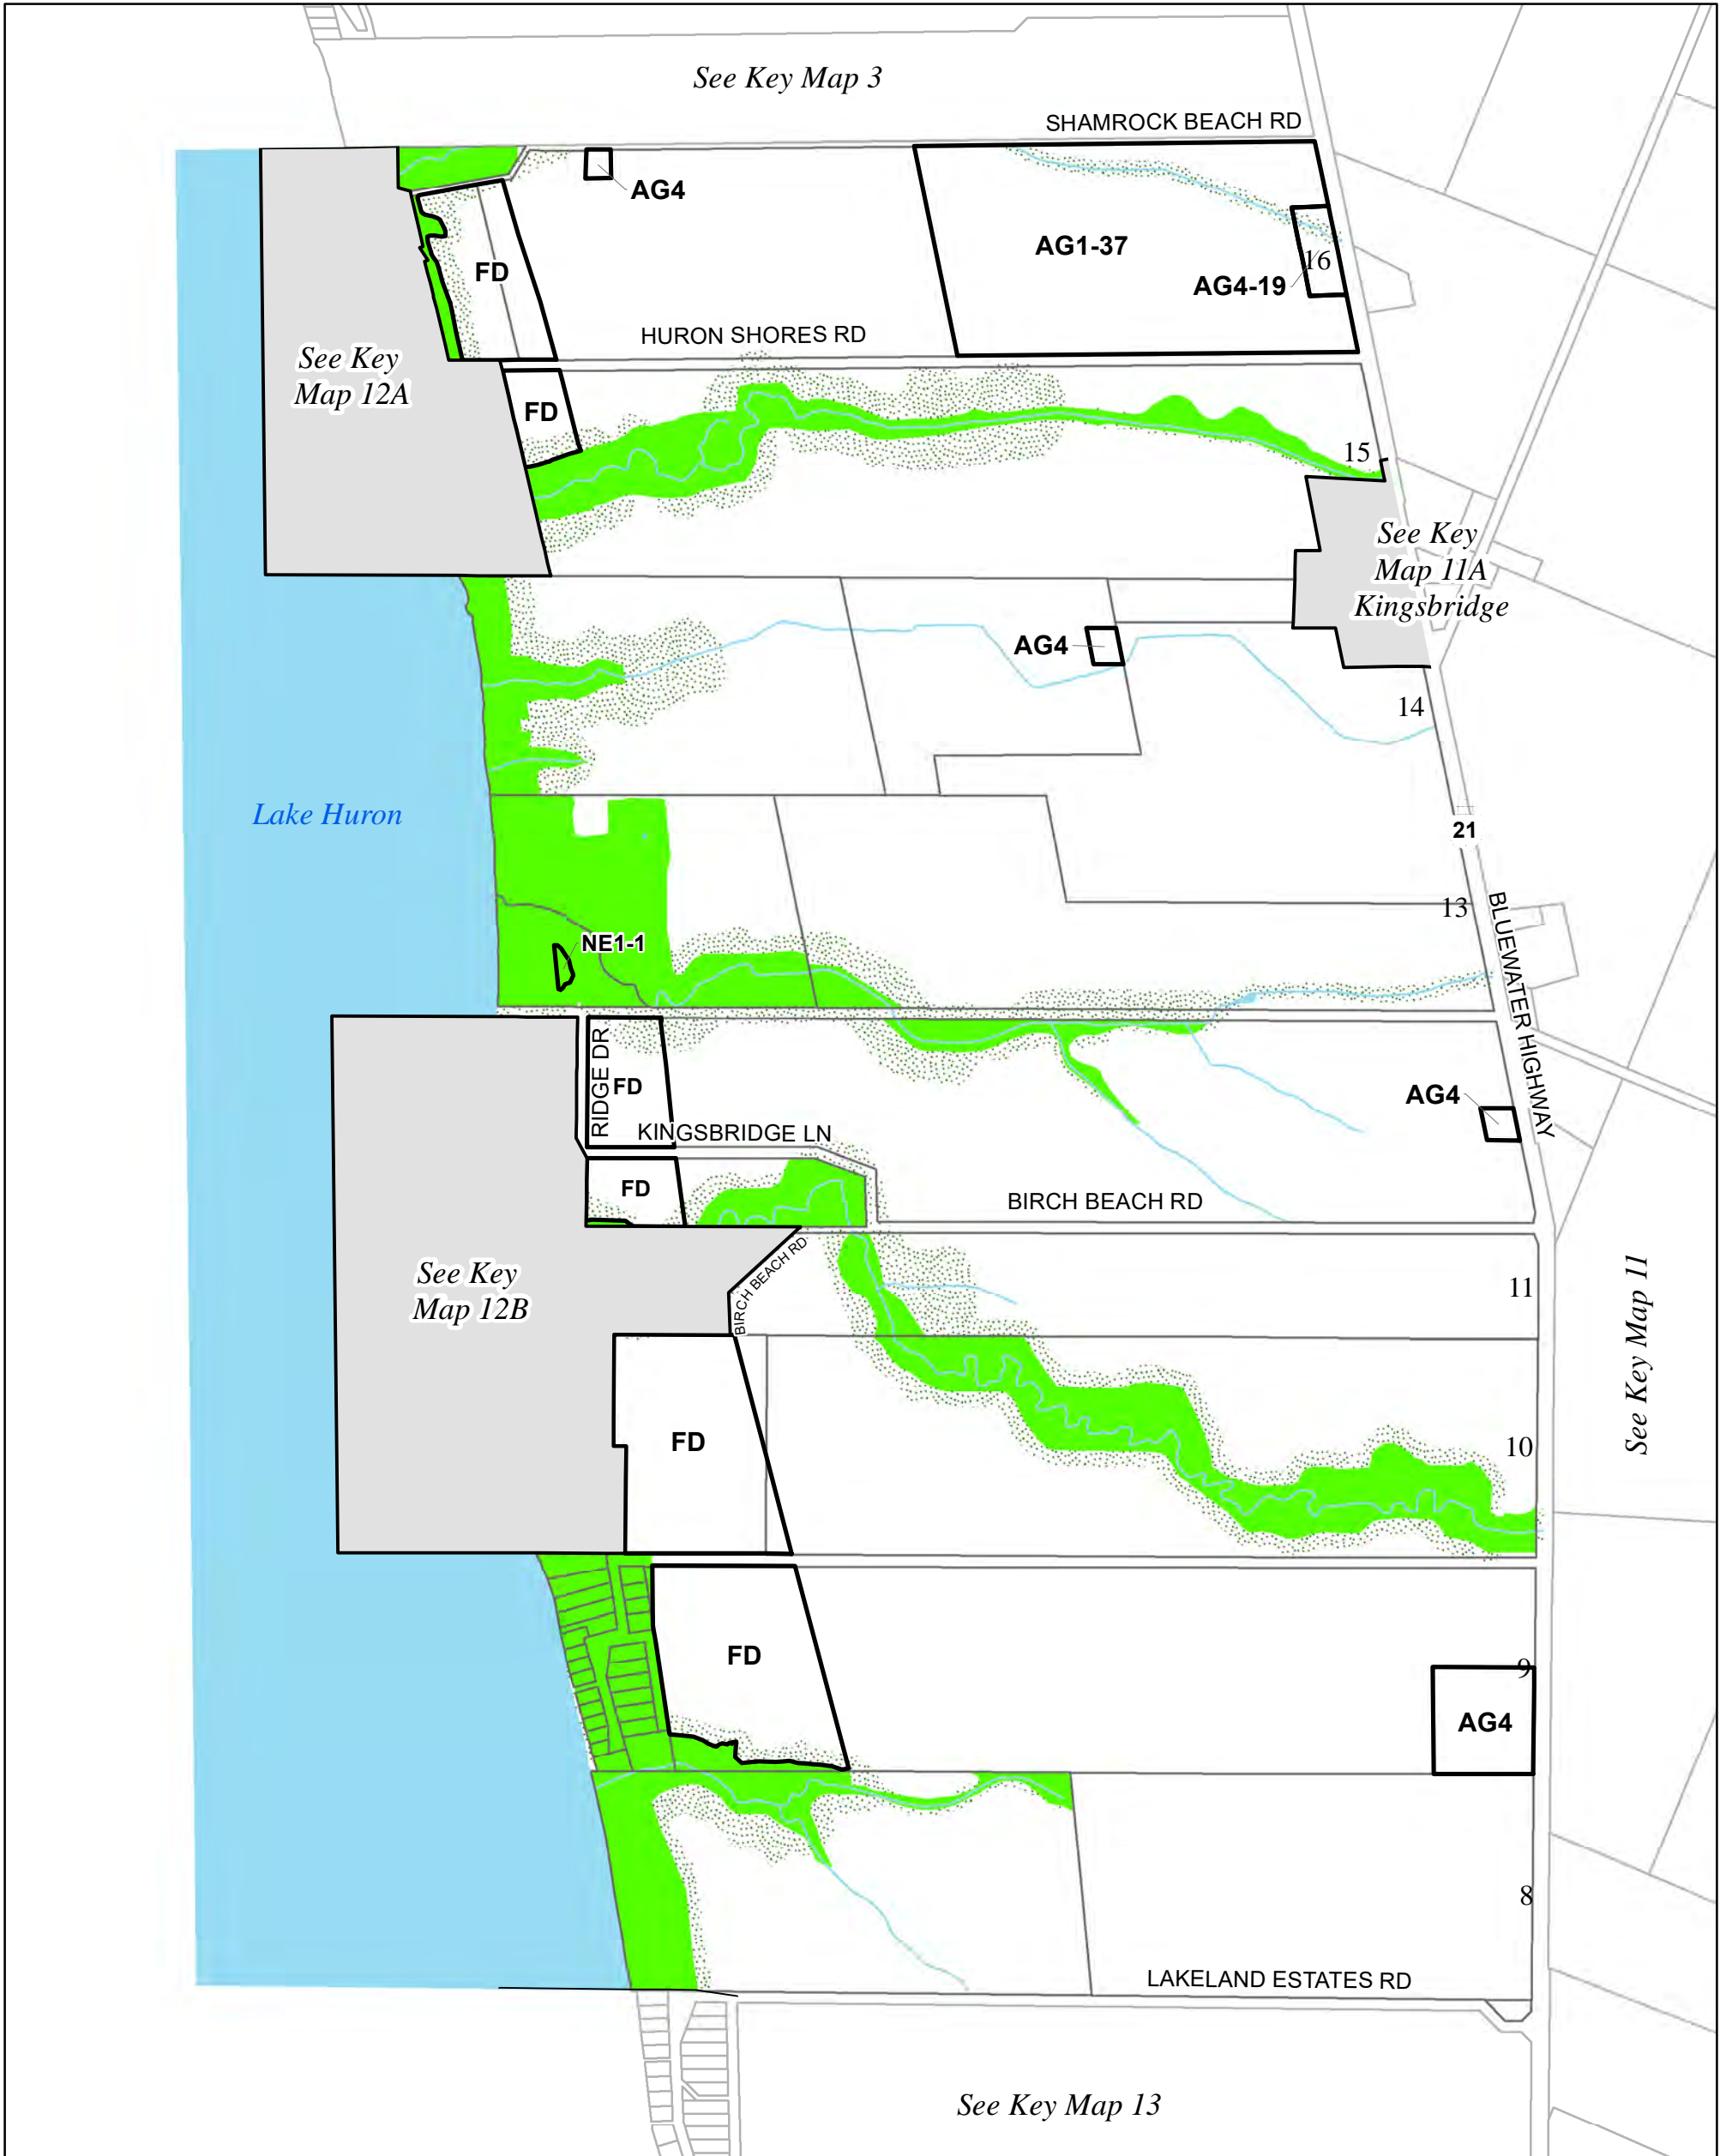 See Key Map 3
SHAMROCK BEACH RD
AG4
AG1-37
16
AG4-19
FD
HURON SHORES RD
See Key
Map 12A
FD
15
See Key
Map 11A
Kingsbridge
AG4
14
Lake Huron
21
13
BLUEWATER HIGHWAY
NE1-1
RIDGE DR
FD
AG4
KINGSBRIDGE LN
FD
BIRCH BEACH RD
BIRCH BEACH RD
See Key
Map 12B
11
See Key Map 11
FD
10
FD
9
AG4
8
LAKELAND ESTATES RD
See Key Map 13